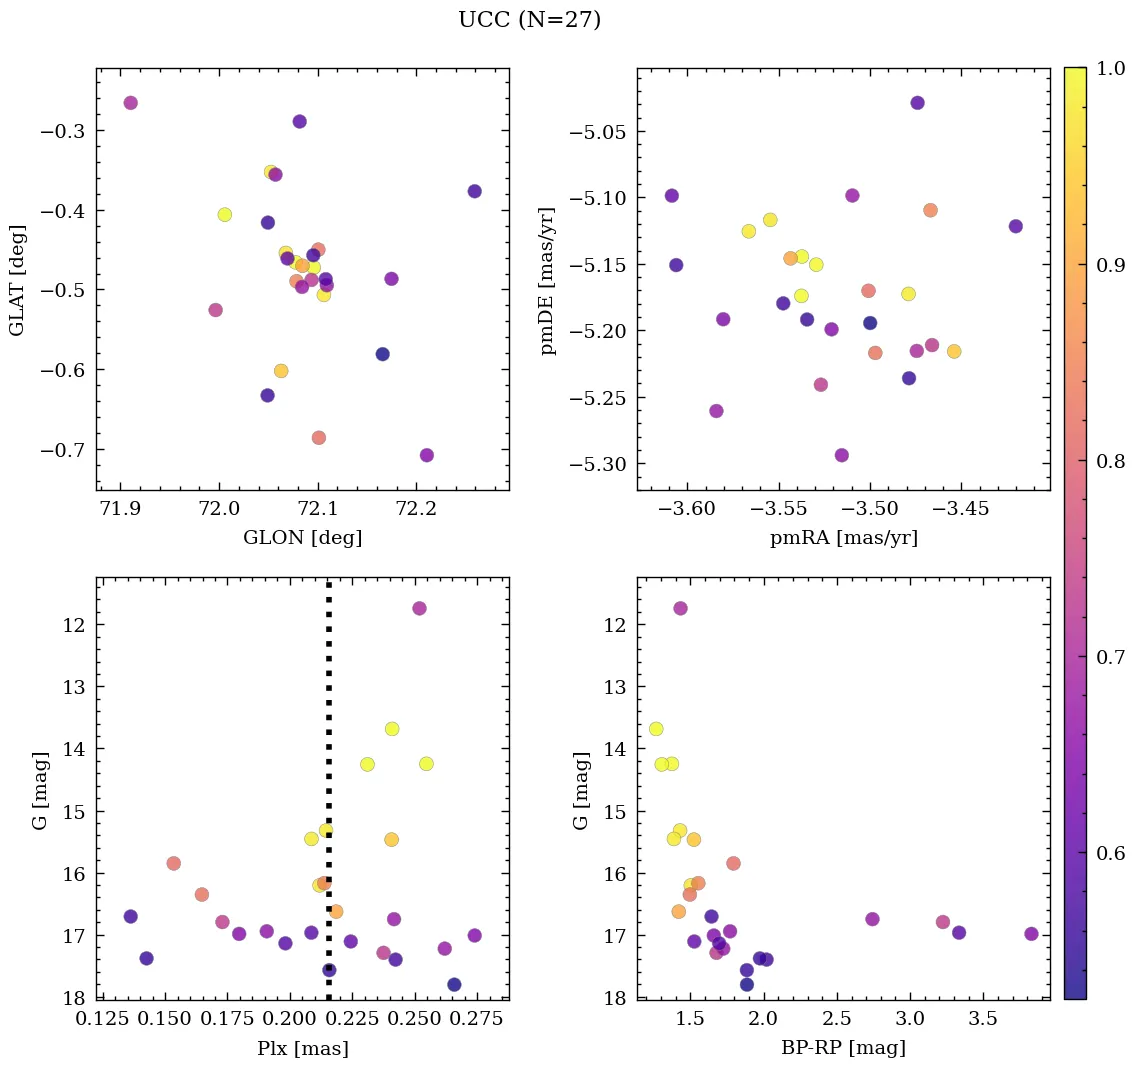 UCC (N=27)
−0.3
−0.4
−0.5
−0.6
−0.7
GLAT [deg]
71.9 72.0 72.1 72.2
GLON [deg]
−5.05
−5.10
−5.15
−5.20
−5.25
−5.30
pmDE [mas/yr]
−3.60 −3.55 −3.50 −3.45
pmRA [mas/yr]
12
13
14
15
16
17
18
G [mag]
0.125 0.150 0.175 0.200 0.225 0.250 0.275
Plx [mas]
12
13
14
15
16
17
18
G [mag]
1.5 2.0 2.5 3.0 3.5
BP-RP [mag]
1.0
0.9
0.8
0.7
0.6